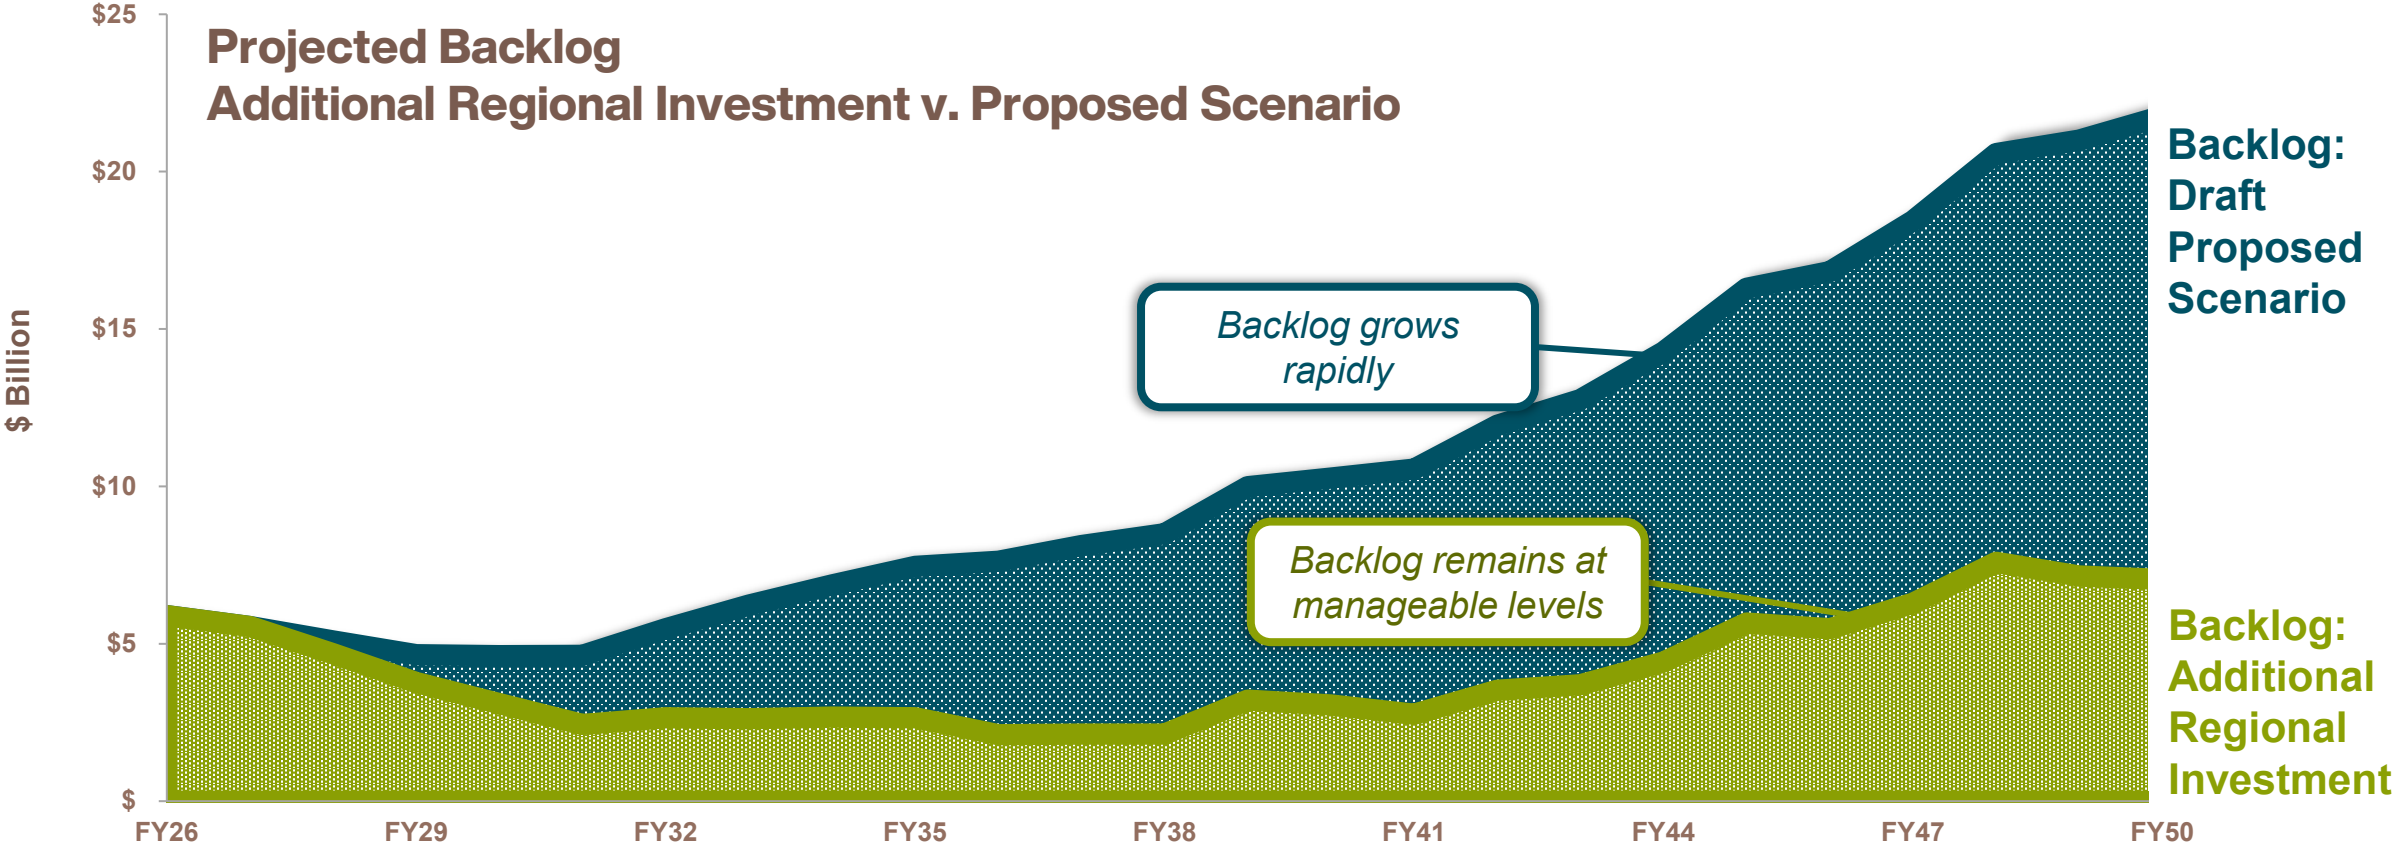 Projected Backlog
Additional Regional Investment v. Proposed Scenario
$ Billion
$25
$20
$15
$10
$5
$
FY26
FY29
FY32
FY35
FY38
FY41
FY44
FY47
FY50
Backlog grows
rapidly
Backlog remains at
manageable levels
Backlog:
Draft
Proposed
Scenario
Backlog:
Additional
Regional
Investment